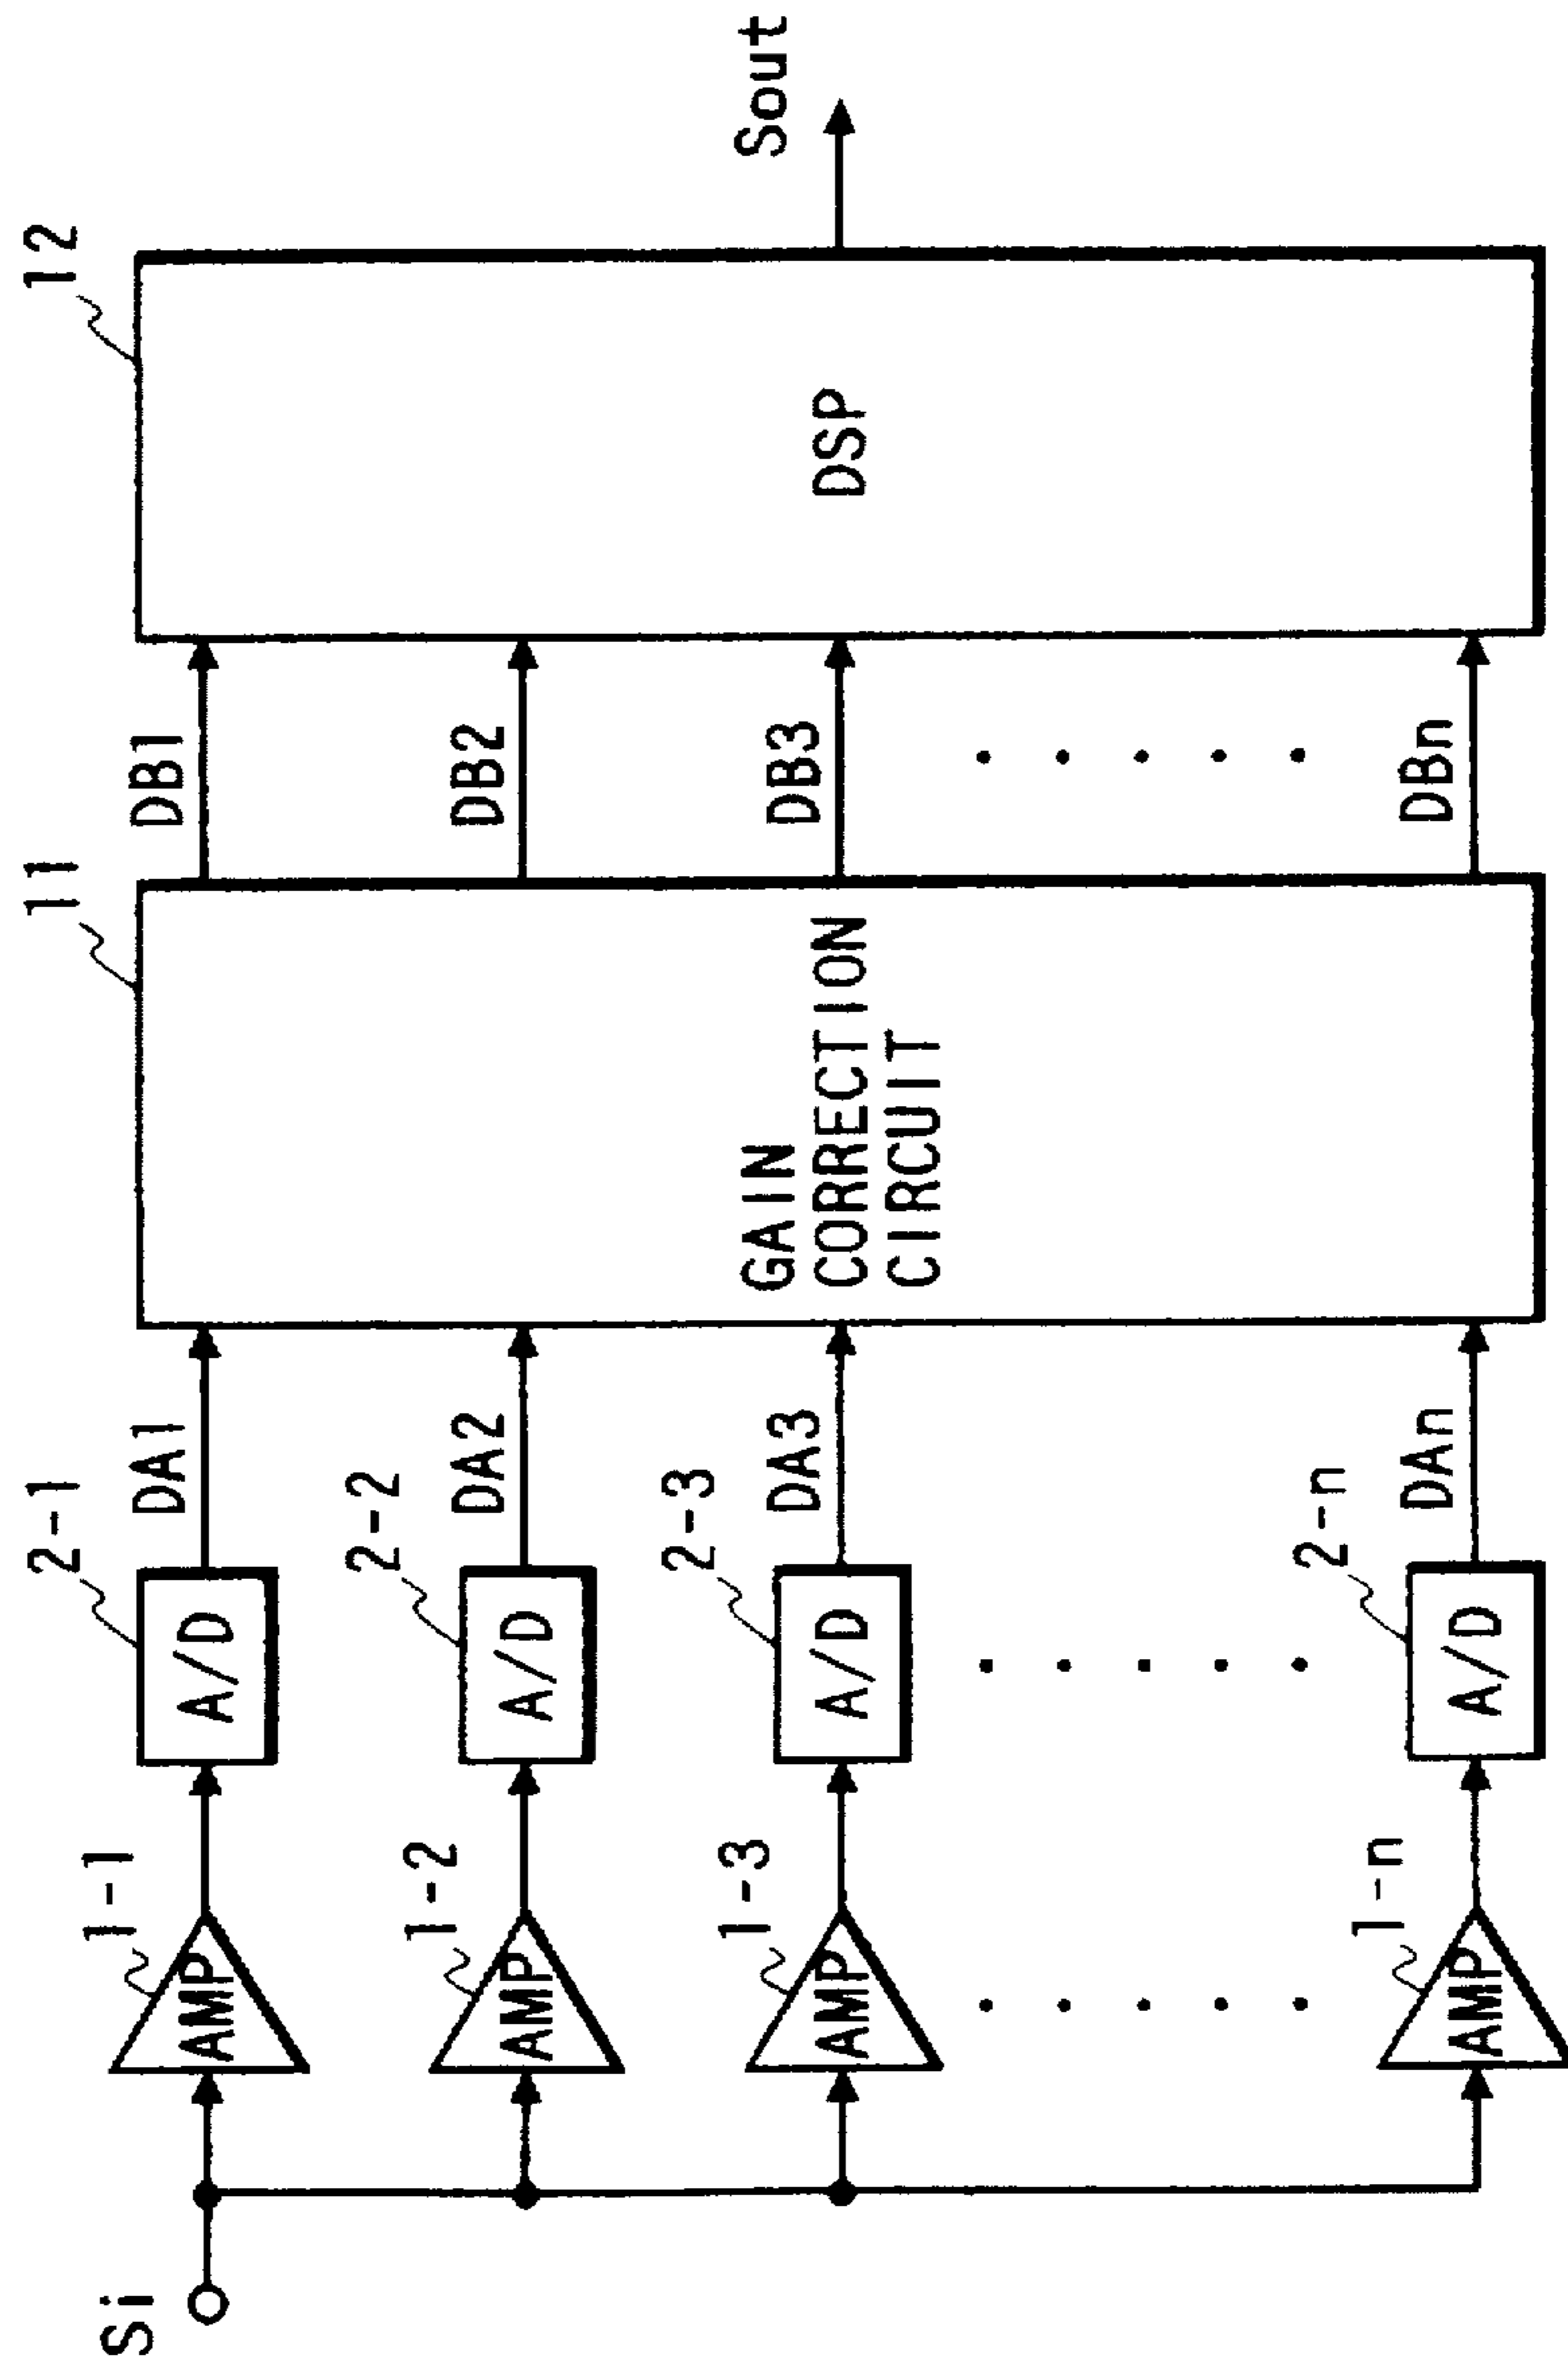 Si
1-1
AMP
2-1
A/D
DA1
11
GAIN
CORRECTION
CIRCUIT
DB1
12
DSP
Sout
1-2
AMP
2-2
A/D
DA2
DB2
1-3
AMP
2-3
A/D
DA3
DB3
1-n
AMP
2-n
A/D
DAn
DBn